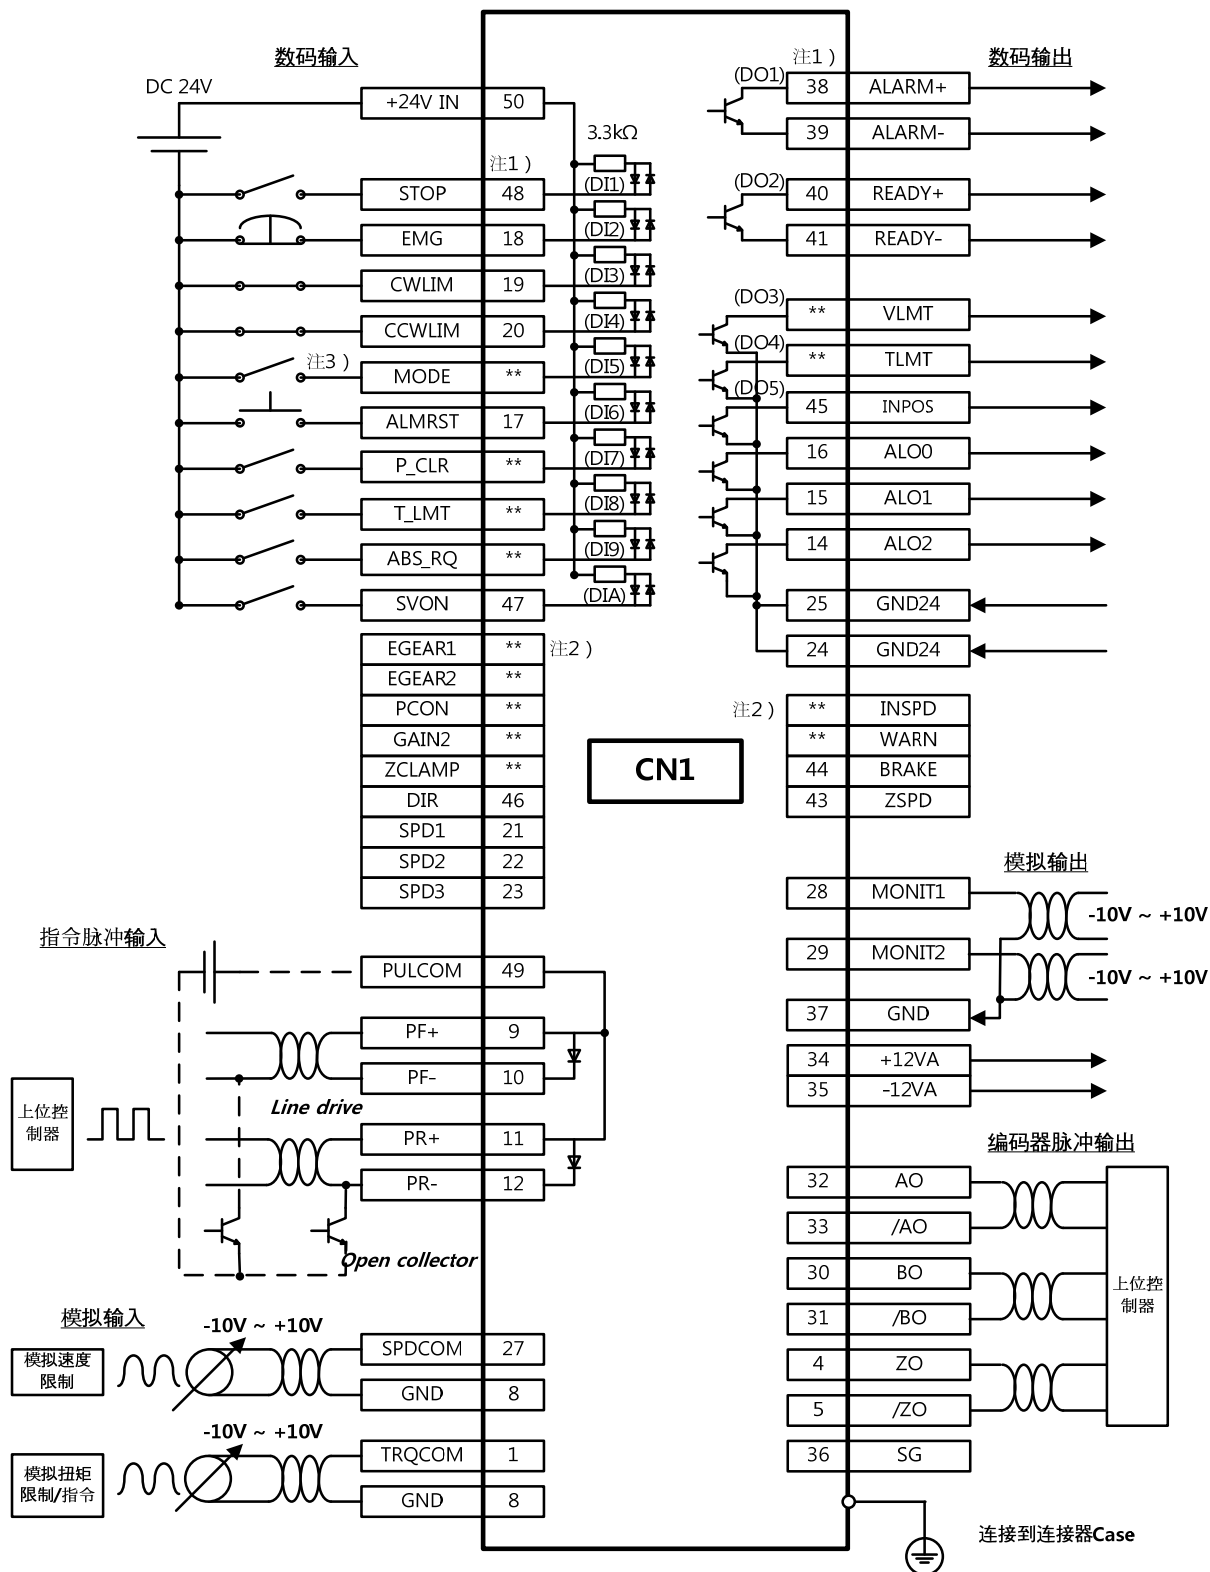 数码输入
注1)
数码输出
DC 24V
+24V IN 50
3.3kΩ
注1)
STOP 48 (DI1)
EMG 18 (DI2)
CWLIM 19 (DI3)
CCWLIM 20 (DI4)
注3)
MODE ** (DI5)
ALMRST 17 (DI6)
P_CLR ** (DI7)
T_LMT ** (DI8)
ABS_RQ ** (DI9)
SVON 47 (DIA)
EGEAR1 ** 注2)
EGEAR2 **
PCON **
GAIN2 **
ZCLAMP **
DIR 46
SPD1 21
SPD2 22
SPD3 23
(DO1) 38 ALARM+
39 ALARM-
(DO2) 40 READY+
41 READY-
(DO3) ** VLMT
(DO4) ** TLMT
(DO5) 45 INPOS
16 ALO0
15 ALO1
14 ALO2
25 GND24
24 GND24
注2) ** INSPD
** WARN
44 BRAKE
43 ZSPD
CN1
模拟输出
28 MONIT1
-10V ~ +10V
29 MONIT2
-10V ~ +10V
37 GND
34 +12VA
35 -12VA
指令脉冲输入
PULCOM 49
PF+ 9
PF- 10
Line drive
上位控
制器
PR+ 11
PR- 12
Open collector
编码器脉冲输出
32 AO
33 /AO
30 BO
31 /BO
4 ZO
5 /ZO
36 SG
上位控
制器
模拟输入
-10V ~ +10V
模拟速度
限制
SPDCOM 27
GND 8
-10V ~ +10V
模拟扭矩
限制/指令
TRQCOM 1
GND 8
连接到连接器Case